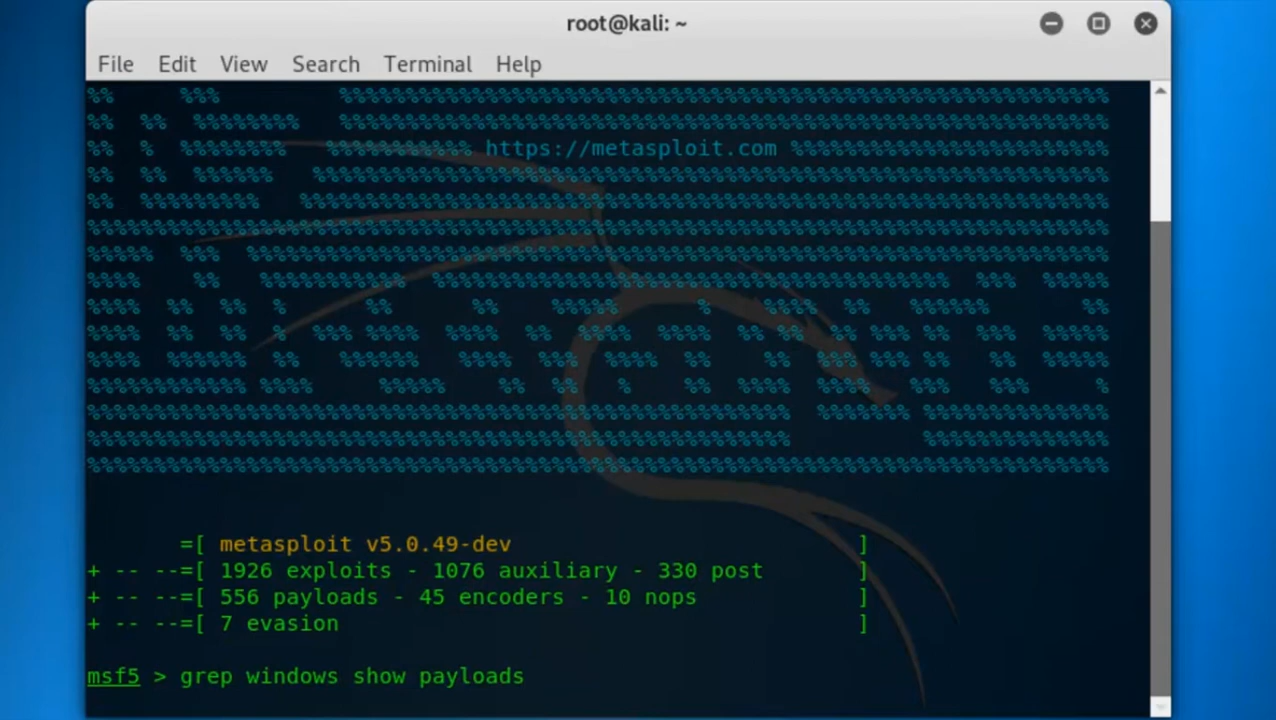 root@kali: ~
File Edit View Search Terminal Help
%% %%% %%%%%%%%%%%%%%%%%%%%%%%%%%%%%%%%%%%%%%%%%%%%%%%%%%%%%%%%%%
%% %% %%%%%%%% %%%%%%%%%%%%%%%%%%%%%%%%%%%%%%%%%%%%%%%%%%%%%%%%%%%%%%%%%%
%% % %%%%%%%% %%%%%%%%%%% https://metasploit.com %%%%%%%%%%%%%%%%%%%%%%%%
%% %% %%%%%% %%%%%%%%%%%%%%%%%%%%%%%%%%%%%%%%%%%%%%%%%%%%%%%%%%%%%%%%%%%%
%% %%%%%%%%% %%%%%%%%%%%%%%%%%%%%%%%%%%%%%%%%%%%%%%%%%%%%%%%%%%%%%%%%%%%%%
%%%%%%%%%%%%%%%%%%%%%%%%%%%%%%%%%%%%%%%%%%%%%%%%%%%%%%%%%%%%%%%%%%%%%%%%%%%%%
%%%%% %% %%%%%%%%%%%%%%%%%%%%%%%%%%%%%%%%%%%%%%%%%%%%%%%%%%%%%%%%%%%%%%%%%
%%%% %% %%%%%%%%%%% %%%%%%%%%%%%%%%%%%%%%%%%%%%%%%%%%%%%%%% %%% %%%%%
%%%% %% %% % %% %% %%%%% % %%%% %% %%%%%% %%
%%%% %% %% % %%% %%%% %%%% %% %%%% %%%% %% %% %% %%% %% %%% %%%%%
%%%% %%%%%% %% %%%%%% %%%% %%% %%%% %% %% %%% %%% %% %% %%%%%
%%%%%%%%%%%% %%%% %%%%% %% %% % %% %%%% %%%% %%% %%% %
%%%%%%%%%%%%%%%%%%%%%%%%%%%%%%%%%%%%%%%%%%%%%%%%%%%%% %%%%%%% %%%%%%%%%%%%%%
%%%%%%%%%%%%%%%%%%%%%%%%%%%%%%%%%%%%%%%%%%%%%%%%%%%%% %%%%%%%%%%%%%%
%%%%%%%%%%%%%%%%%%%%%%%%%%%%%%%%%%%%%%%%%%%%%%%%%%%%%%%%%%%%%%%%%%%%%%%%%%%%%
=[ metasploit v5.0.49-dev ]
+ -- --=[ 1926 exploits - 1076 auxiliary - 330 post ]
+ -- --=[ 556 payloads - 45 encoders - 10 nops ]
+ -- --=[ 7 evasion ]
msf5 > grep windows show payloads